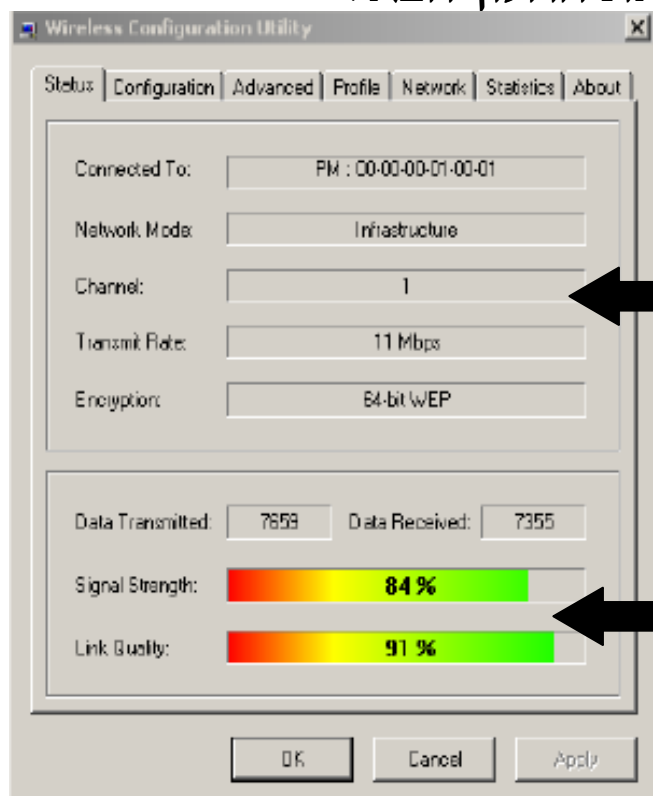 Wireless Configuration Utility
Status Configuration Advanced Profile Network Statistics About
Connected To: PM : 00-00-00-01-00-01
Network Mode: Infrastructure
Channel: 1
Transmit Rate: 11 Mbps
Encryption: 64-bit WEP
Data Transmitted: 7659 Data Received: 7355
Signal Strength: 84 %
Link Quality: 91 %
OK Cancel Apply